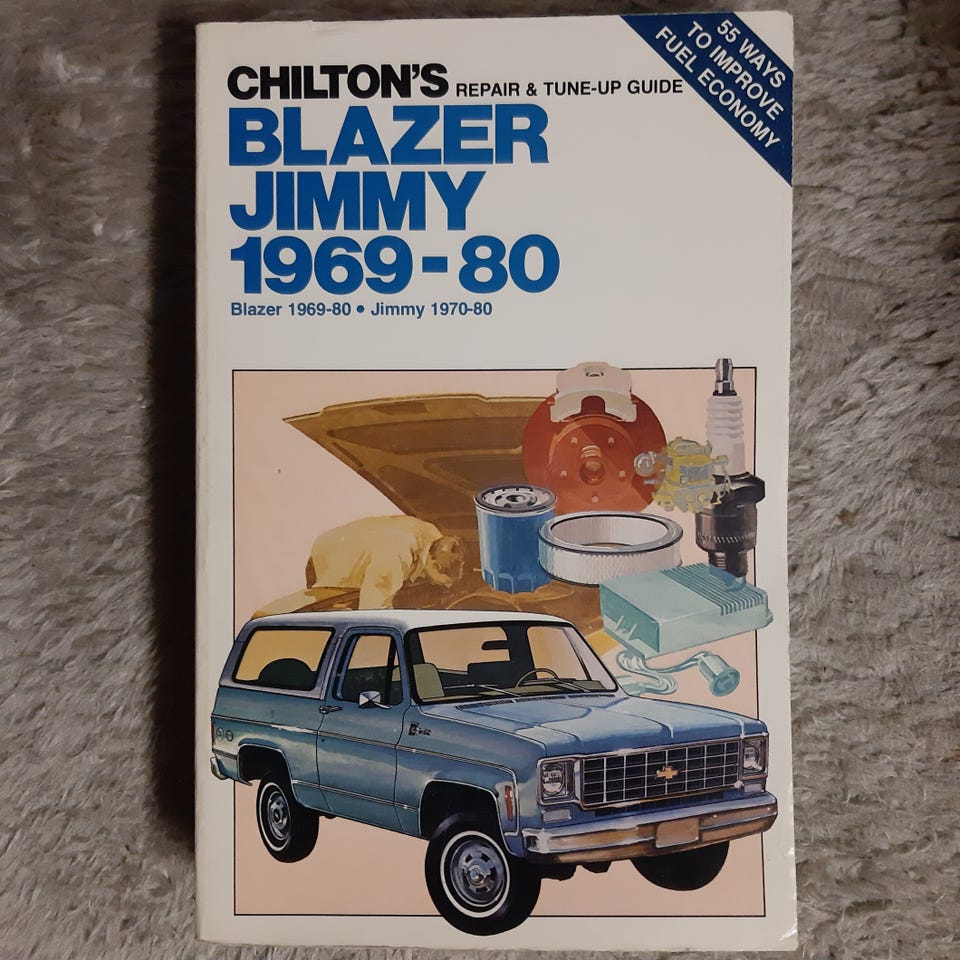 55 WAYS
TO IMPROVE
FUEL ECONOMY
CHILTON'S REPAIR & TUNE-UP GUIDE
BLAZER
JIMMY
1969-80
Blazer 1969-80 • Jimmy 1970-80